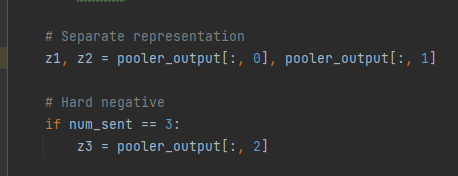 # Separate representation
z1, z2 = pooler_output[:, 0], pooler_output[:, 1]
# Hard negative
if num_sent == 3:
z3 = pooler_output[:, 2]